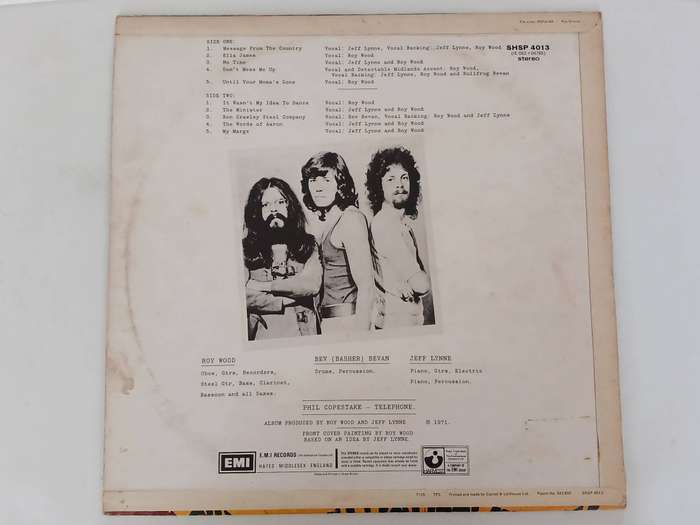 SIDE ONE:
1. Message From The Country Vocal: Jeff Lynne, Vocal Backing: Jeff Lynne, Roy Wood
2. Ella James Vocal: Roy Wood
3. No Time Vocal: Jeff Lynne and Roy Wood
4. Don't Mess Me Up Vocal and Detectable Midlands Accent: Roy Wood,
Vocal Backing: Jeff Lynne, Roy Wood and Bullfrog Bevan
5. Until Your Moma's Gone Vocal: Roy Wood
SHSP 4013
stereo
SIDE TWO:
1. It Wasn't My Idea To Dance Vocal: Roy Wood
2. The Minister Vocal: Jeff Lynne and Roy Wood
3. Ben Crawley Steel Company Vocal: Bev Bevan, Vocal Backing: Roy Wood and Jeff Lynne
4. The Words of Aaron Vocal: Jeff Lynne and Roy Wood
5. My Marge Vocal: Jeff Lynne and Roy Wood
ROY WOOD BEV (BASHER) BEVAN JEFF LYNNE
Oboe, Gtrs, Recorders, Drums, Percussion. Piano, Gtrs, Electric
Steel Gtr, Bass, Clarinet, Piano, Percussion.
Bassoon and all Saxes.
PHIL COPESTAKE - TELEPHONE.
ALBUM PRODUCED BY ROY WOOD AND JEFF LYNNE ℗ 1971.
FRONT COVER PAINTING BY ROY WOOD
BASED ON AN IDEA BY JEFF LYNNE.
EMI
E.M.I RECORDS
HAYES MIDDLESEX ENGLAND
Printed and made by Garrod & Lofthouse Ltd. SHSP 4013